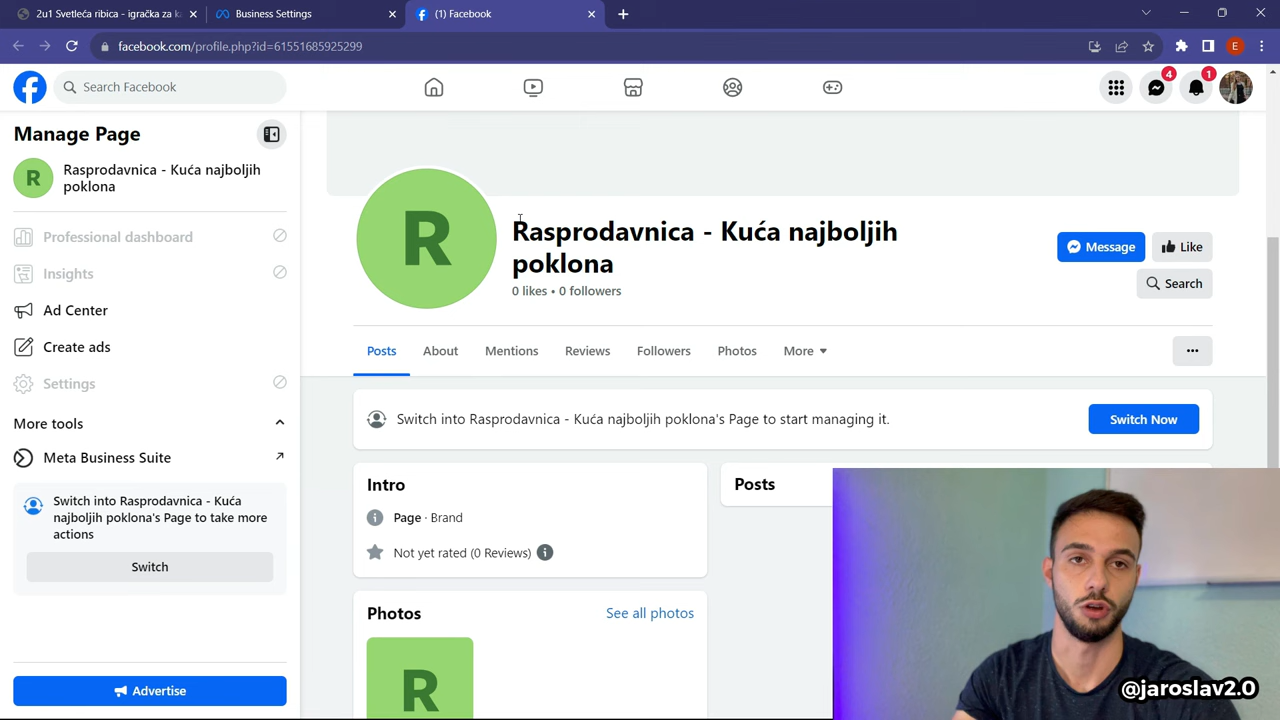 2u1 Svetleća ribica - igračka za k
Business Settings
(1) Facebook
facebook.com/profile.php?id=61551685925299
E
Search Facebook
4
1
Manage Page
R
Rasprodavnica - Kuća najboljih
poklona
Professional dashboard
Insights
Ad Center
Create ads
Settings
More tools
Meta Business Suite
Switch into Rasprodavnica - Kuća
najboljih poklona's Page to take more
actions
Switch
Advertise
R
Rasprodavnica - Kuća najboljih
poklona
0 likes • 0 followers
Message
Like
Search
Posts
About
Mentions
Reviews
Followers
Photos
More
Switch into Rasprodavnica - Kuća najboljih poklona's Page to start managing it.
Switch Now
Intro
Page · Brand
Not yet rated (0 Reviews)
Posts
Photos
See all photos
R
@jaroslav2.0